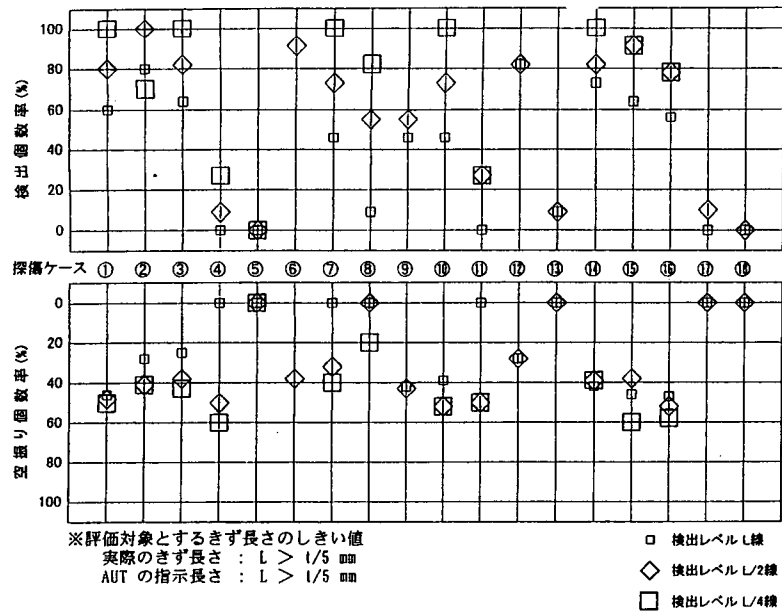 100
80
60
40
20
0
検出個数率(%)
探傷ケース ① ② ③ ④ ⑤ ⑥ ⑦ ⑧ ⑨ ⑩ ⑪ ⑫ ⑬ ⑭ ⑮ ⑯ ⑰ ⑱
0
20
40
60
80
100
空振り個数率(%)
※評価対象とするきず長さのしきい値
実際のきず長さ : L > t/5 mm
AUT の指示長さ : L > t/5 mm
検出レベル L線
検出レベル L/2線
検出レベル L/4線